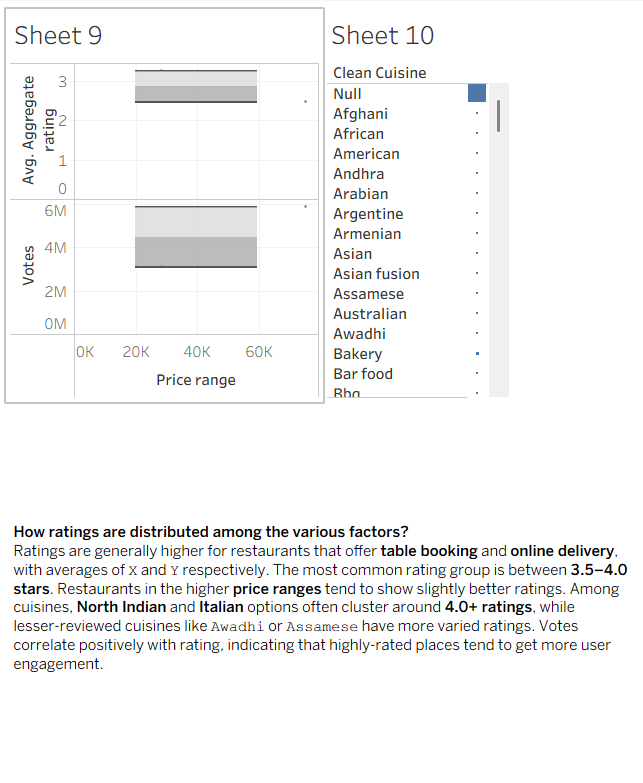 Sheet 9
Avg. Aggregate
rating
3
2
1
0
Votes
6M
4M
2M
0M
0K 20K 40K 60K
Price range
Sheet 10
Clean Cuisine
Null
Afghani
African
American
Andhra
Arabian
Argentine
Armenian
Asian
Asian fusion
Assamese
Australian
Awadhi
Bakery
Bar food
Bbq
How ratings are distributed among the various factors?
Ratings are generally higher for restaurants that offer table booking and online delivery,
with averages of X and Y respectively. The most common rating group is between 3.5–4.0
stars. Restaurants in the higher price ranges tend to show slightly better ratings. Among
cuisines, North Indian and Italian options often cluster around 4.0+ ratings, while
lesser-reviewed cuisines like Awadhi or Assamese have more varied ratings. Votes
correlate positively with rating, indicating that highly-rated places tend to get more user
engagement.